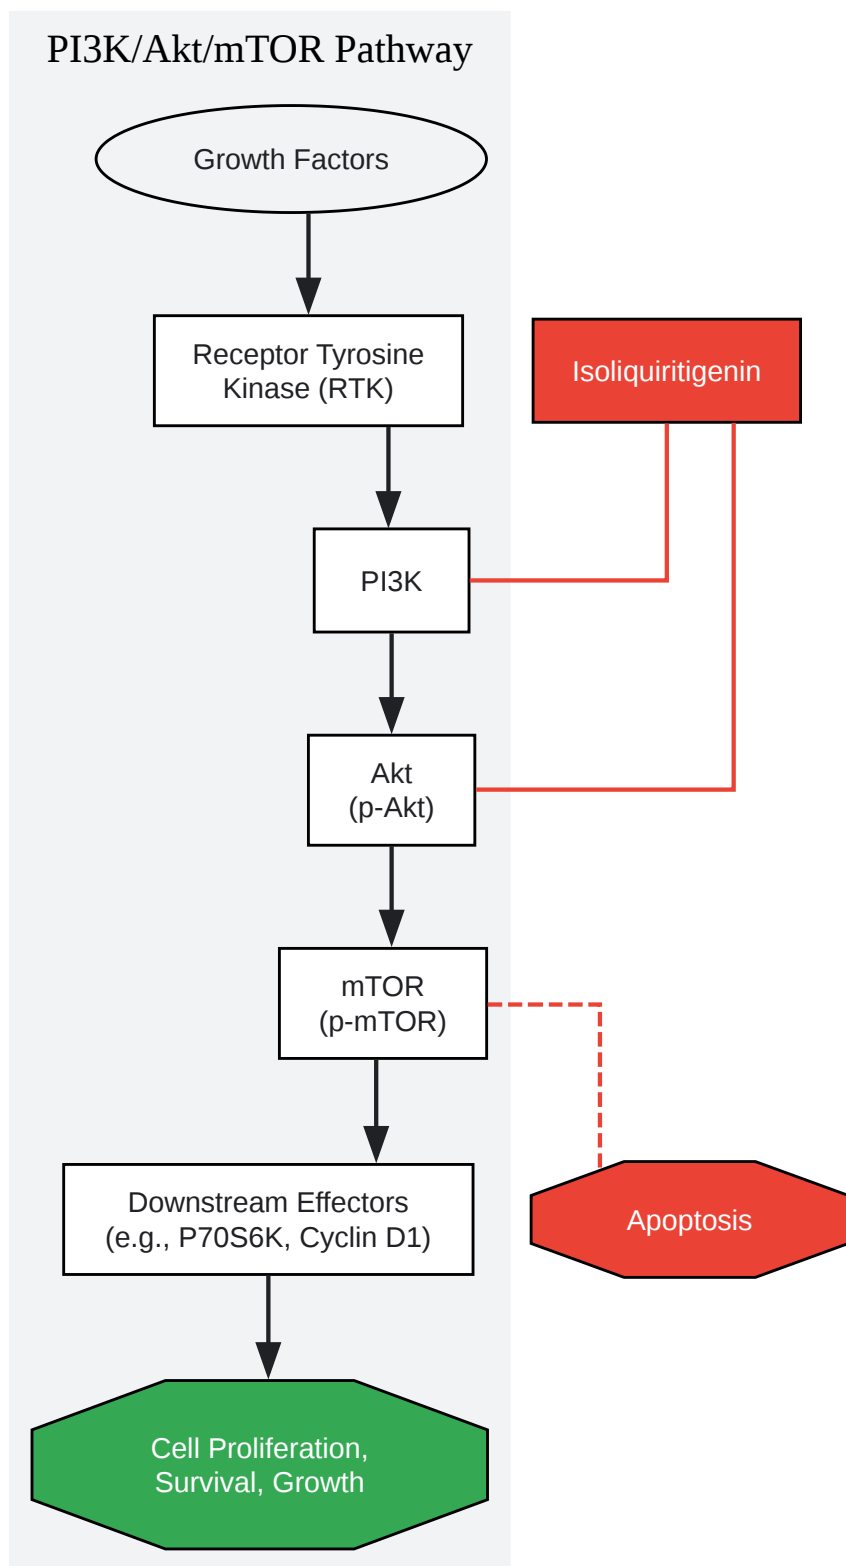 PI3K/Akt/mTOR Pathway
Growth Factors
Receptor Tyrosine
Kinase (RTK)
Isoliquiritigenin
PI3K
Akt
(p-Akt)
mTOR
(p-mTOR)
Downstream Effectors
(e.g., P70S6K, Cyclin D1)
Apoptosis
Cell Proliferation,
Survival, Growth